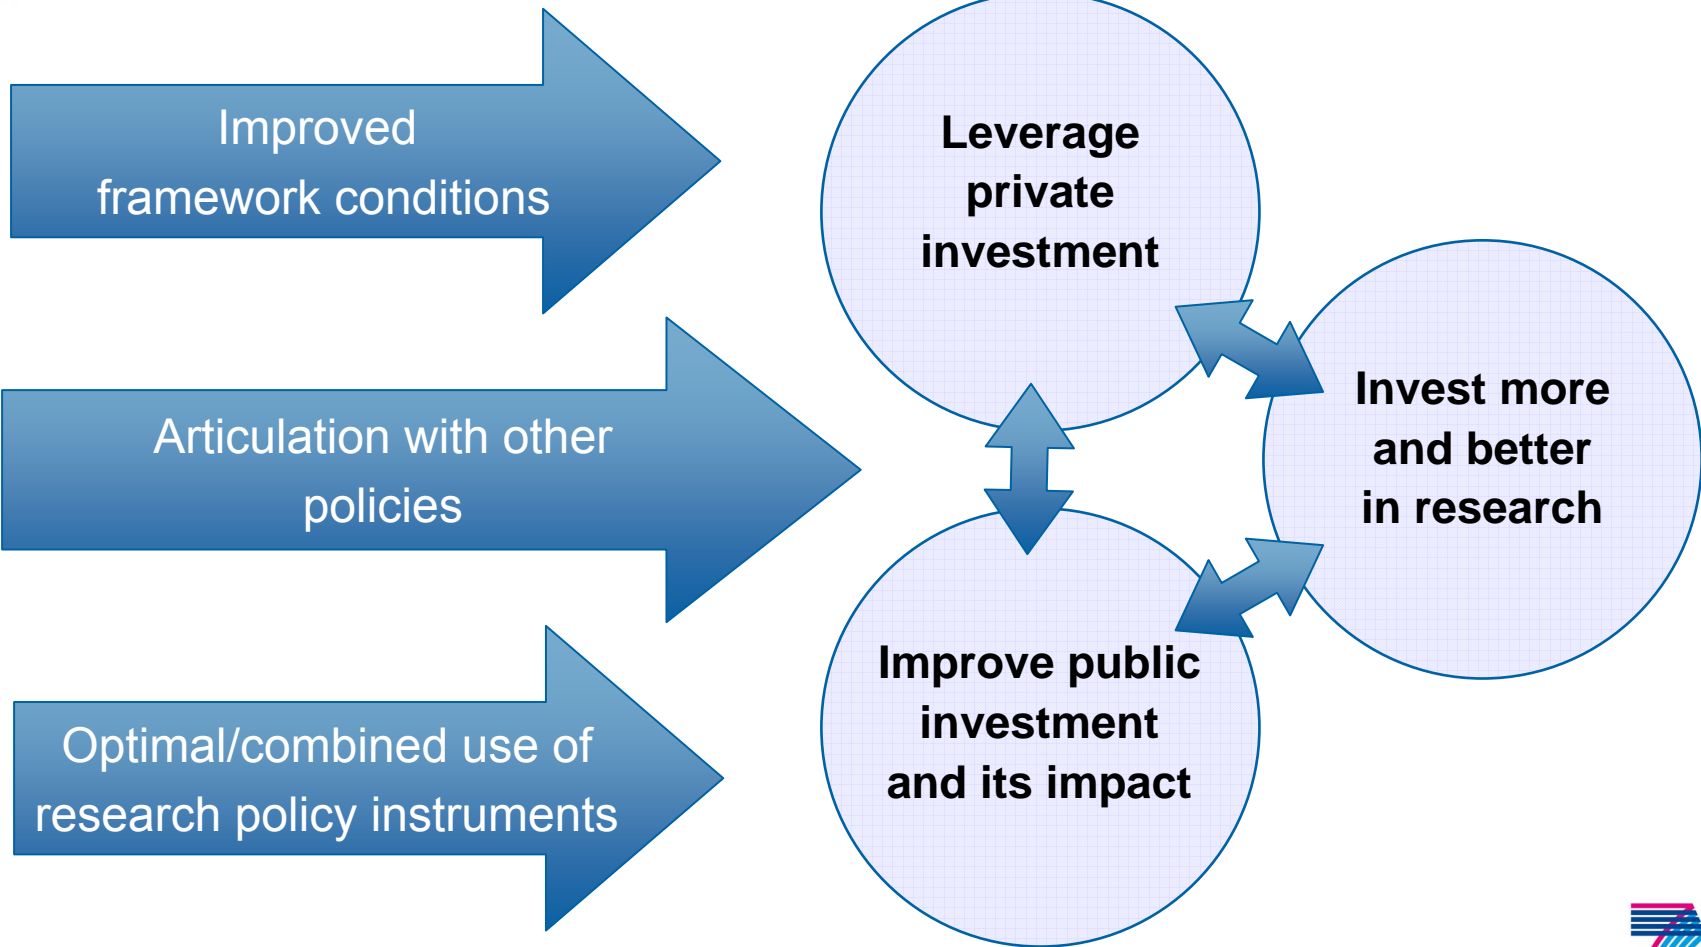 Improved
framework conditions
Articulation with other
policies
Optimal/combined use of
research policy instruments
Leverage
private
investment
Improve public
investment
and its impact
Invest more
and better
in research